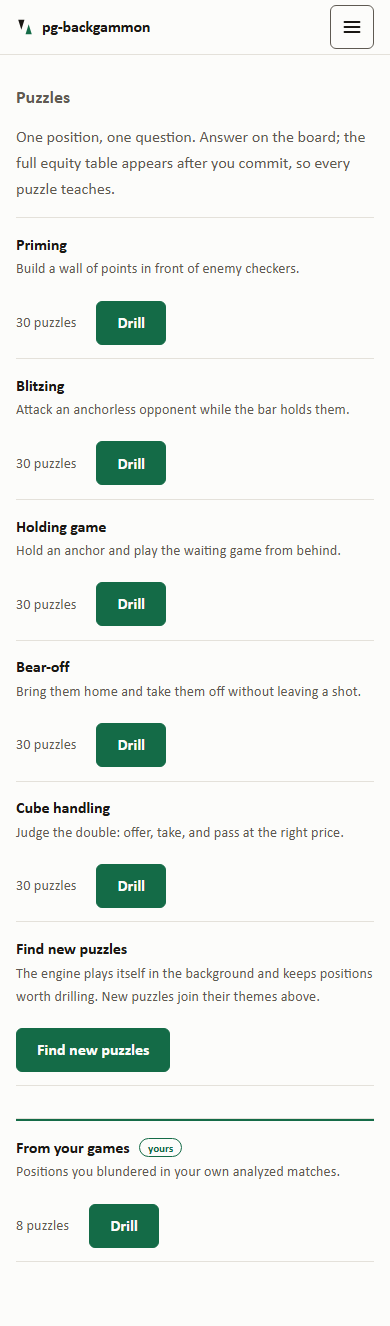 pg-backgammon
Puzzles
One position, one question. Answer on the board; the
full equity table appears after you commit, so every
puzzle teaches.
Priming
Build a wall of points in front of enemy checkers.
30 puzzles Drill
Blitzing
Attack an anchorless opponent while the bar holds them.
30 puzzles Drill
Holding game
Hold an anchor and play the waiting game from behind.
30 puzzles Drill
Bear-off
Bring them home and take them off without leaving a shot.
30 puzzles Drill
Cube handling
Judge the double: offer, take, and pass at the right price.
30 puzzles Drill
Find new puzzles
The engine plays itself in the background and keeps positions
worth drilling. New puzzles join their themes above.
Find new puzzles
From your games yours
Positions you blundered in your own analyzed matches.
8 puzzles Drill